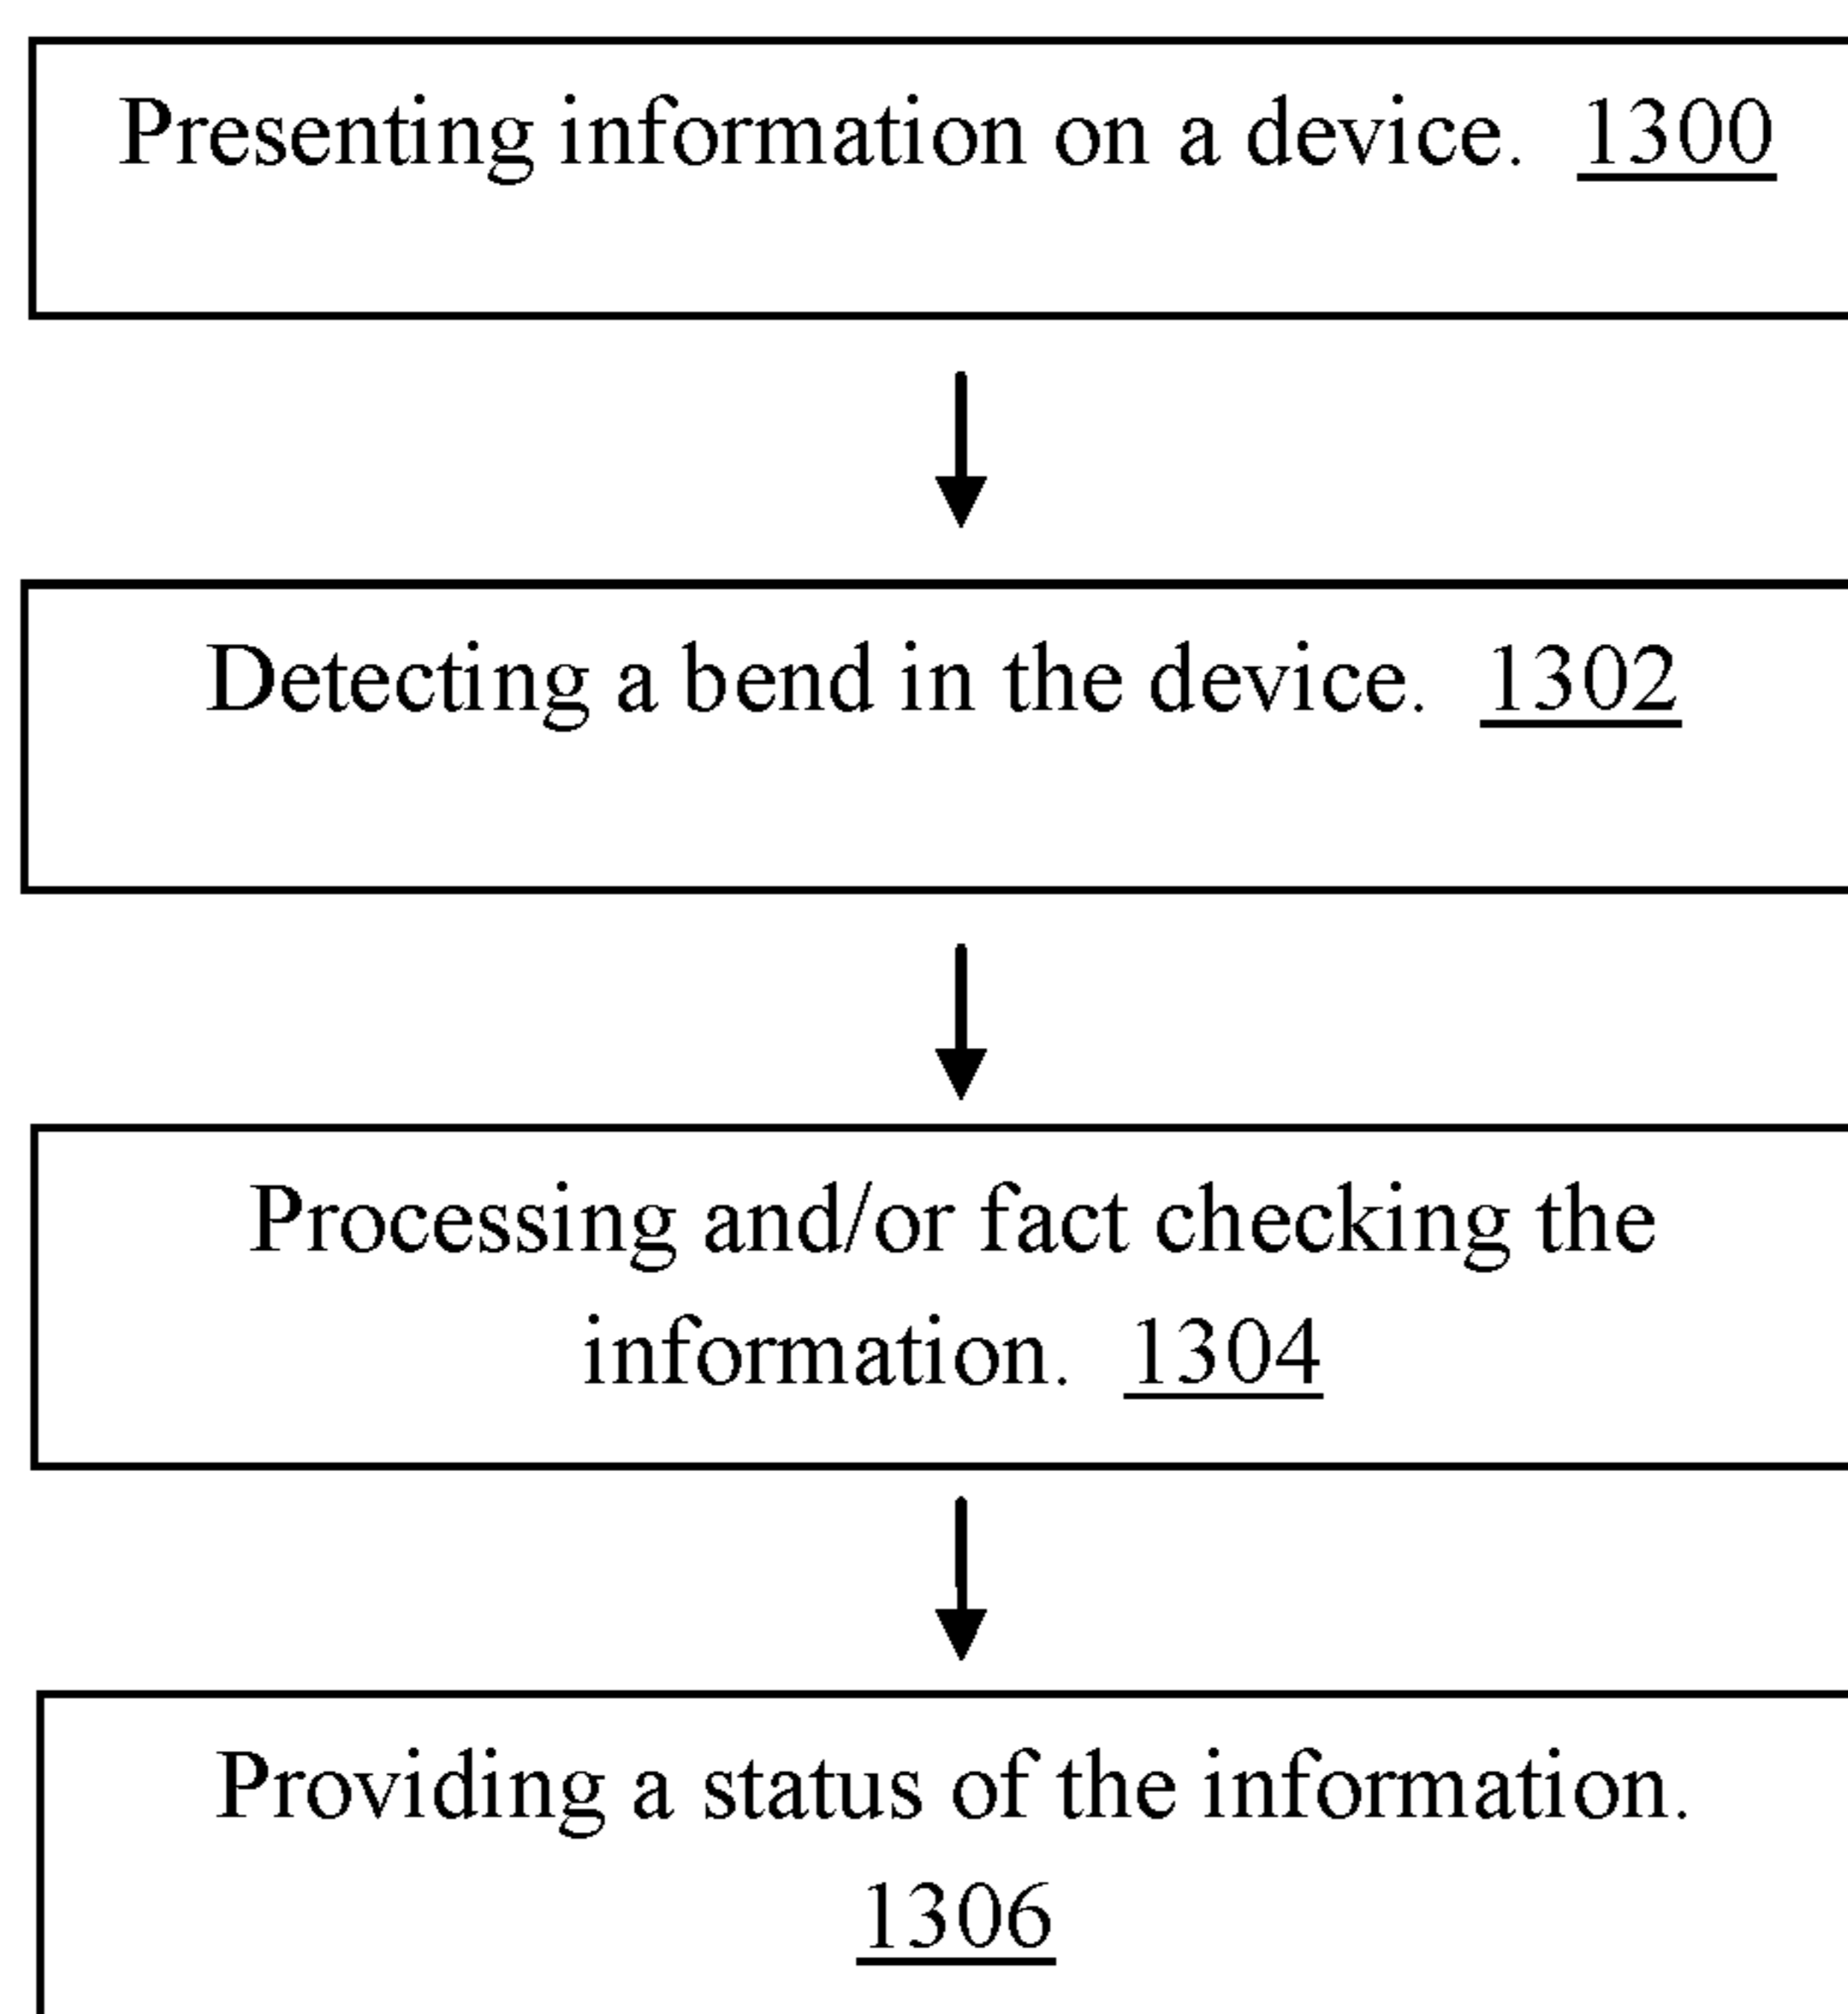 Presenting information on a device. 1300
Detecting a bend in the device. 1302
Processing and/or fact checking the
information. 1304
Providing a status of the information.
1306